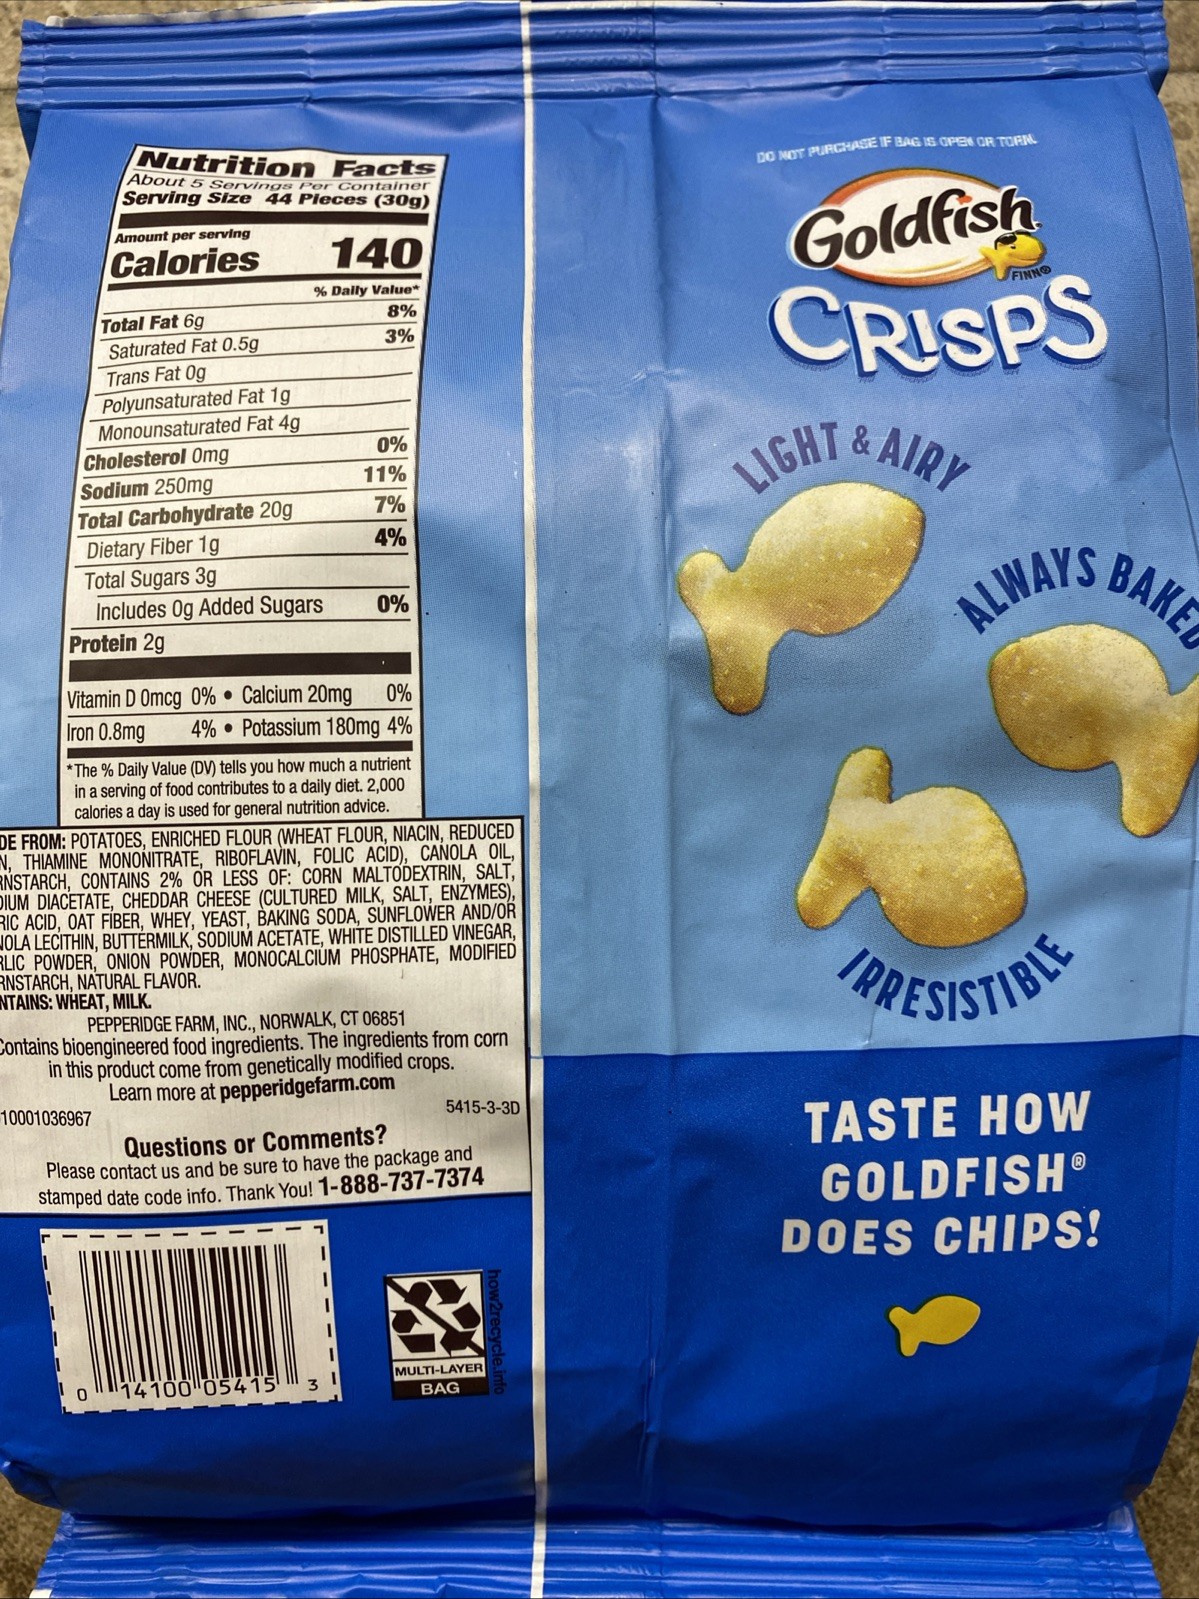 Nutrition Facts
About 5 Servings Per Container
Serving Size 44 Pieces (30g)
Amount per serving
Calories 140
% Daily Value*
Total Fat 6g 8%
Saturated Fat 0.5g 3%
Trans Fat 0g
Polyunsaturated Fat 1g
Monounsaturated Fat 4g
Cholesterol 0mg 0%
Sodium 250mg 11%
Total Carbohydrate 20g 7%
Dietary Fiber 1g 4%
Total Sugars 3g
Includes 0g Added Sugars 0%
Protein 2g
Vitamin D 0mcg 0% • Calcium 20mg 0%
Iron 0.8mg 4% • Potassium 180mg 4%
*The % Daily Value (DV) tells you how much a nutrient
in a serving of food contributes to a daily diet. 2,000
calories a day is used for general nutrition advice.
DE FROM: POTATOES, ENRICHED FLOUR (WHEAT FLOUR, NIACIN, REDUCED
N, THIAMINE MONONITRATE, RIBOFLAVIN, FOLIC ACID), CANOLA OIL,
RNSTARCH, CONTAINS 2% OR LESS OF: CORN MALTODEXTRIN, SALT,
DIUM DIACETATE, CHEDDAR CHEESE (CULTURED MILK, SALT, ENZYMES),
RIC ACID, OAT FIBER, WHEY, YEAST, BAKING SODA, SUNFLOWER AND/OR
NOLA LECITHIN, BUTTERMILK, SODIUM ACETATE, WHITE DISTILLED VINEGAR,
RLIC POWDER, ONION POWDER, MONOCALCIUM PHOSPHATE, MODIFIED
RNSTARCH, NATURAL FLAVOR.
NTAINS: WHEAT, MILK.
PEPPERIDGE FARM, INC., NORWALK, CT 06851
Contains bioengineered food ingredients. The ingredients from corn
in this product come from genetically modified crops.
Learn more at pepperidgefarm.com
10001036967 5415-3-3D
Questions or Comments?
Please contact us and be sure to have the package and
stamped date code info. Thank You! 1-888-737-7374
0 14100 05415 3
MULTI-LAYER
BAG
how2recycle.info
DO NOT PURCHASE IF BAG IS OPEN OR TORN.
Goldfish
FINN®
CRISPS
LIGHT & AIRY
ALWAYS BAKED
IRRESISTIBLE
TASTE HOW
GOLDFISH®
DOES CHIPS!